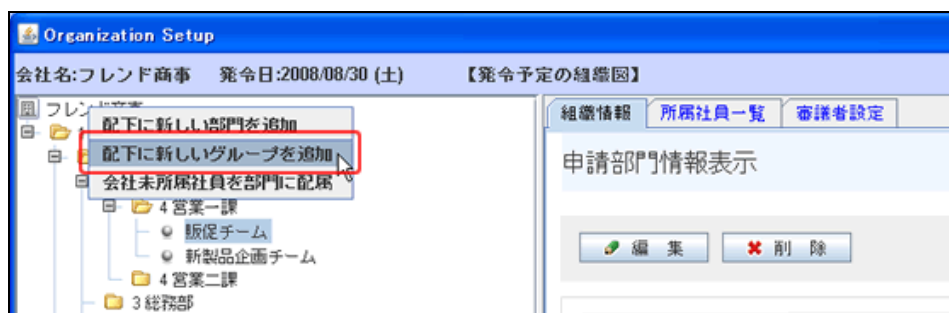 Organization Setup
会社名:フレンド商事 発令日:2008/08/30 (土) 【発令予定の組織図】
フレンド商事
配下に新しい部門を追加
配下に新しいグループを追加
会社未所属社員を部門に配属
4 営業一課
販促チーム
新製品企画チーム
4 営業二課
3 総務部
組織情報 所属社員一覧 審議者設定
申請部門情報表示
編 集 削 除